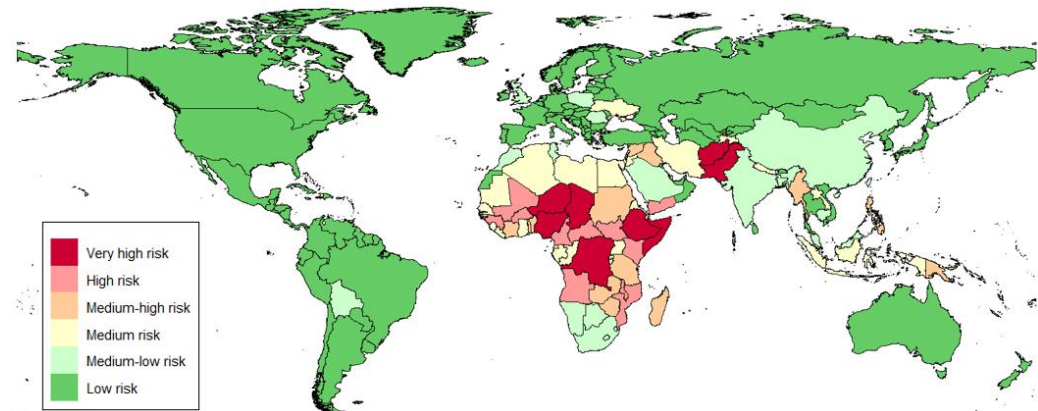 Very high risk
High risk
Medium-high risk
Medium risk
Medium-low risk
Low risk